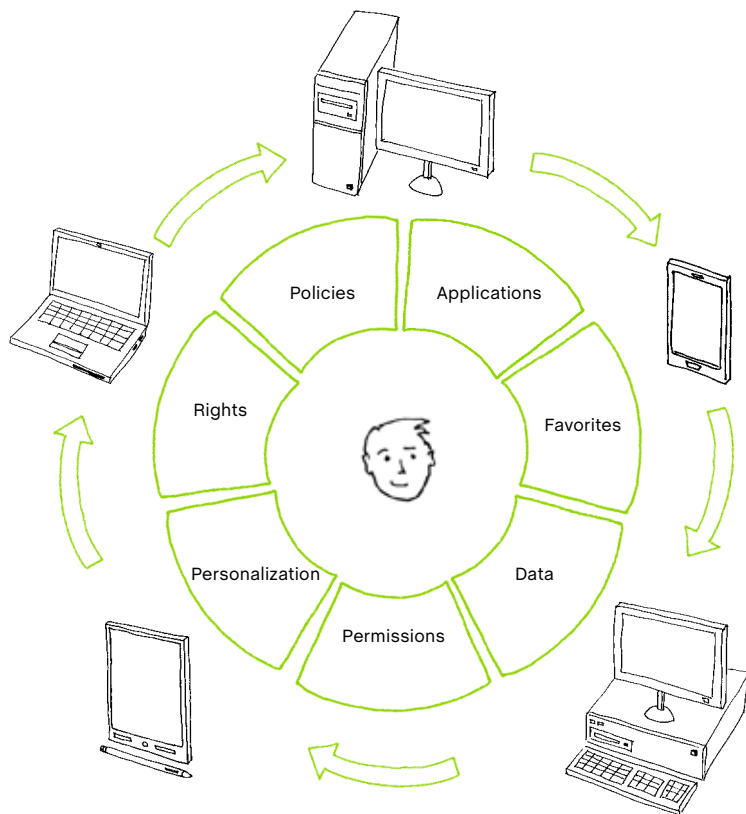 Policies
Applications
Rights
Favorites
Personalization
Data
Permissions